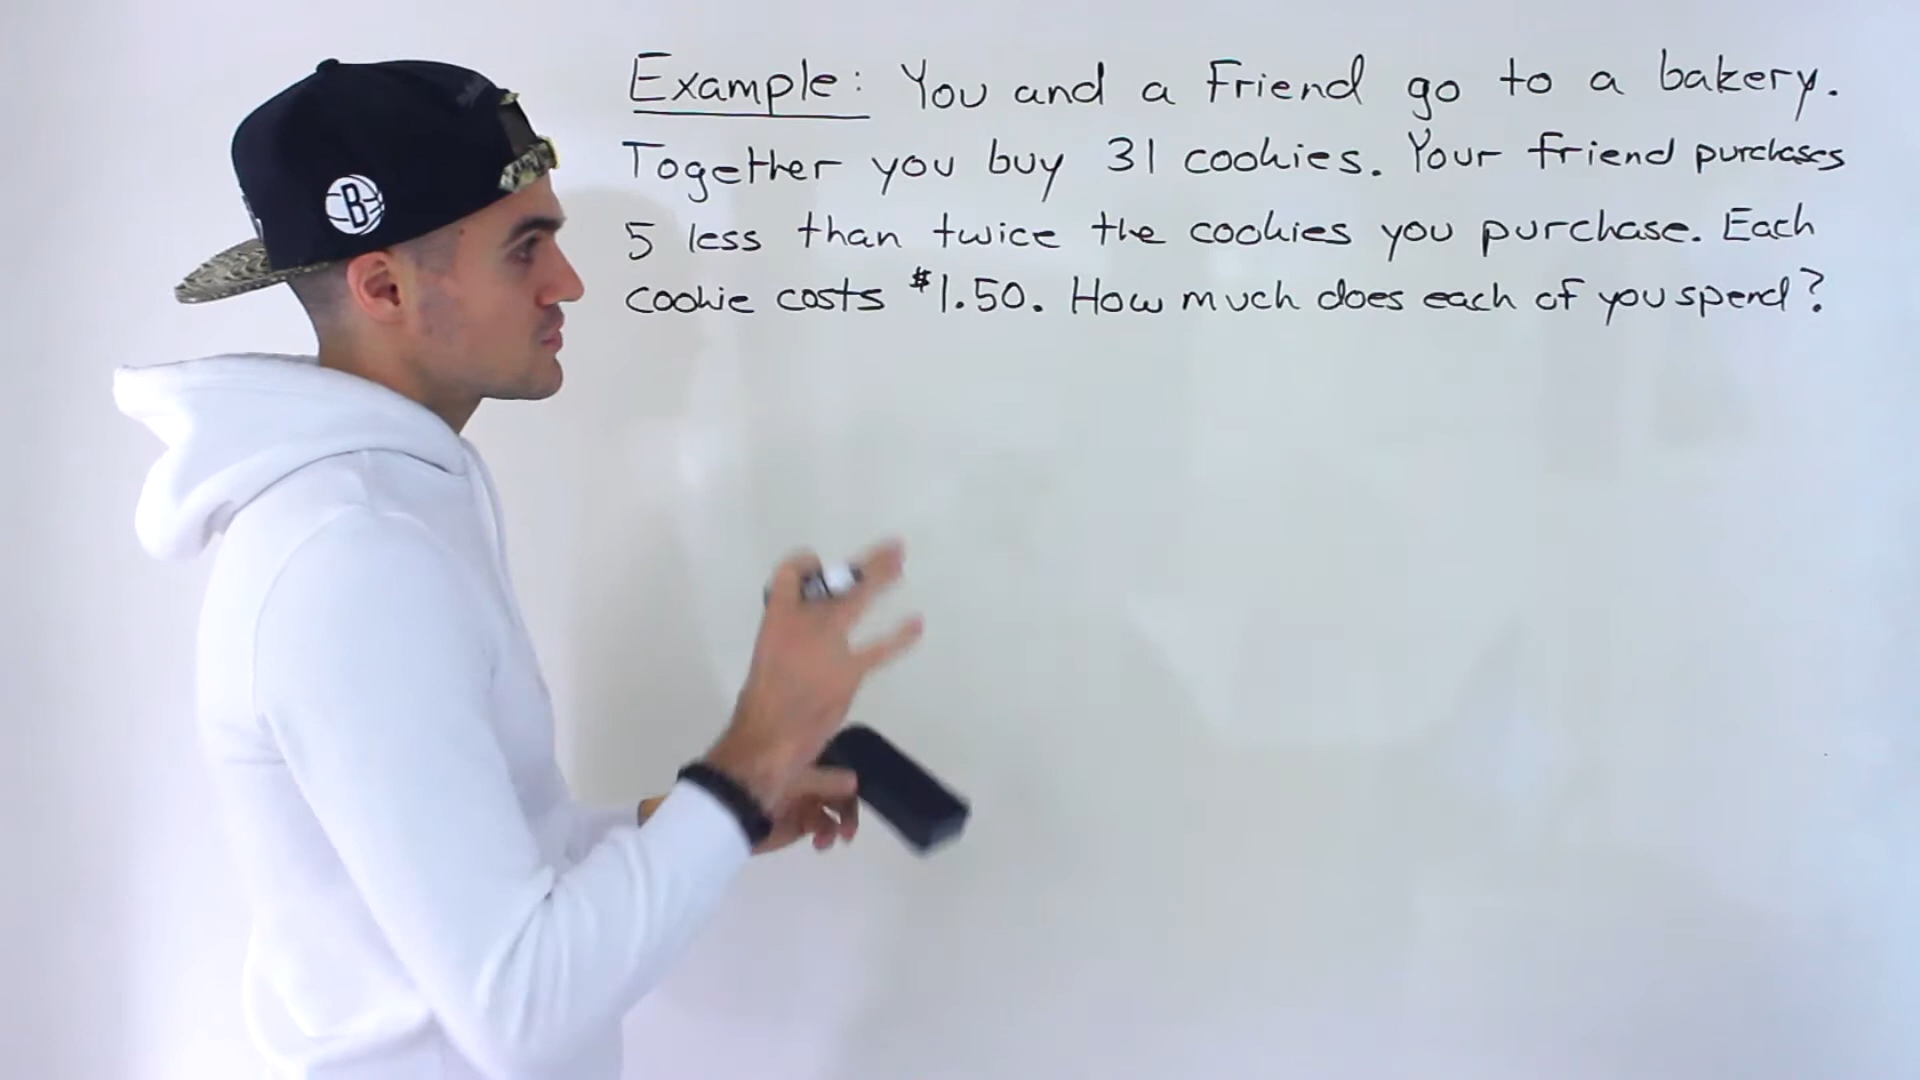 Example: You and a Friend go to a bakery.
Together you buy 31 cookies. Your friend purchases
5 less than twice the cookies you purchase. Each
cookie costs $1.50. How much does each of you spend?
B